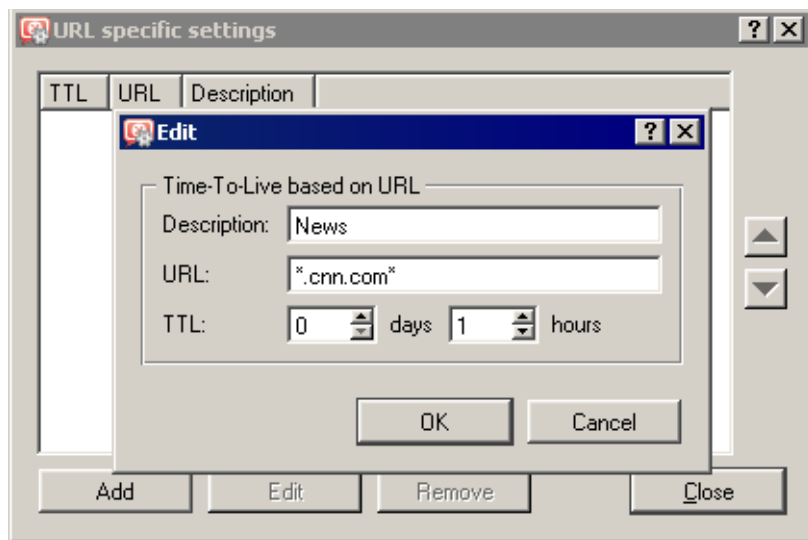 URL specific settings
TTL URL Description
Edit
Time-To-Live based on URL
Description: News
URL: *.cnn.com*
TTL: 0 days 1 hours
OK Cancel
Add Edit Remove Close